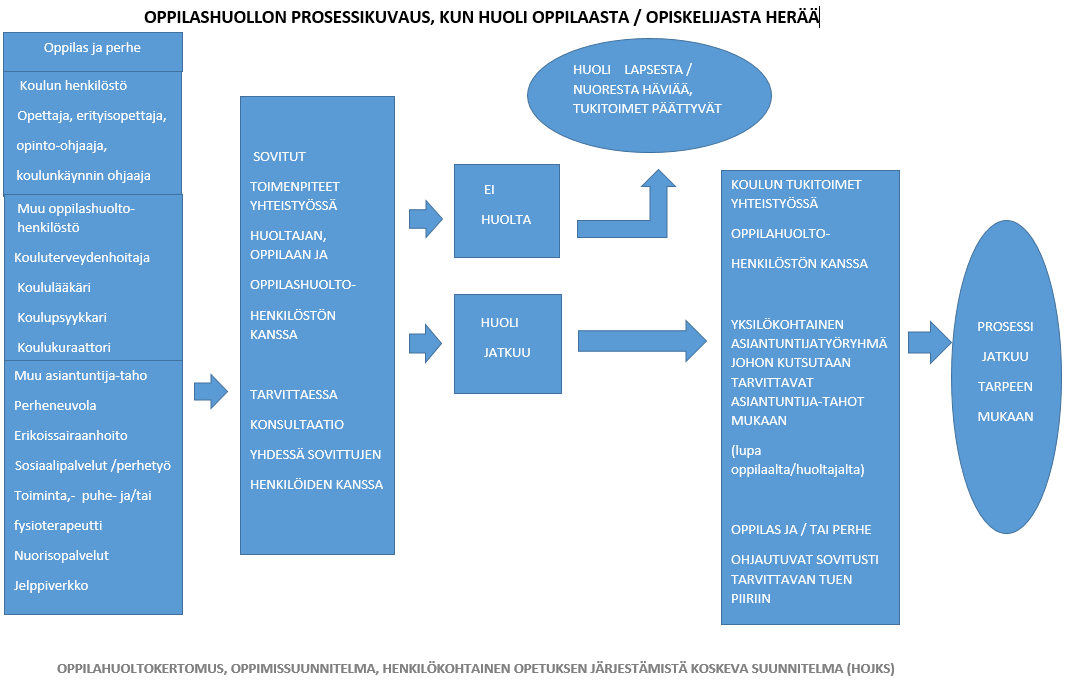 OPPILASHUOLLON PROSESSIKUVAUS, KUN HUOLI OPPILAASTA / OPISKELIJASTA HERÄÄ
Oppilas ja perhe
Koulun henkilöstö
Opettaja, erityisopettaja,
opinto-ohjaaja,
koulunkäynnin ohjaaja
Muu oppilashuolto-
henkilöstö
Kouluterveydenhoitaja
Koululääkäri
Koulupsyykkari
Koulukuraattori
Muu asiantuntija-taho
Perheneuvola
Erikoissairaanhoito
Sosiaalipalvelut /perhetyö
Toiminta,- puhe- ja/tai
fysioterapeutti
Nuorisopalvelut
Jelppiverkko
SOVITUT
TOIMENPITEET
YHTEISTYÖSSÄ
HUOLTAJAN,
OPPILAAN JA
OPPILASHUOLTO-
HENKILÖSTÖN
KANSSA
TARVITTAESSA
KONSULTAATIO
YHDESSÄ SOVITTUJEN
HENKILÖIDEN KANSSA
EI
HUOLTA
HUOLI
JATKUU
HUOLI LAPSESTA /
NUORESTA HÄVIÄÄ,
TUKITOIMET PÄÄTTYVÄT
KOULUN TUKITOIMET
YHTEISTYÖSSÄ
OPPILAHUOLTO-
HENKILÖSTÖN KANSSA
YKSILÖKOHTAINEN
ASIANTUNTIJATYÖRYHMÄ
JOHON KUTSUTAAN
TARVITTAVAT
ASIANTUNTIJA-TAHOT
MUKAAN
(lupa
oppilaalta/huoltajalta)
OPPILAS JA / TAI PERHE
OHJAUTUVAT SOVITUSTI
TARVITTAVAN TUEN
PIIRIIN
PROSESSI
JATKUU
TARPEEN
MUKAAN
OPPILAHUOLTOKERTOMUS, OPPIMISSUUNNITELMA, HENKILÖKOHTAINEN OPETUKSEN JÄRJESTÄMISTÄ KOSKEVA SUUNNITELMA (HOJKS)